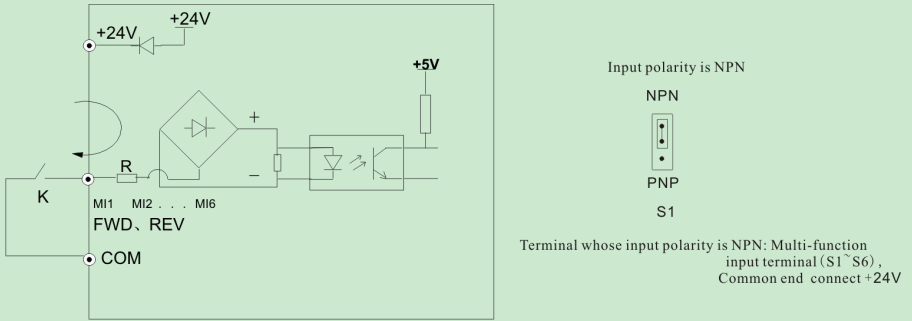 +24V
+24V
+5V
+
R
−
K
MI1 MI2 . . . MI6
FWD、REV
COM
Input polarity is NPN
NPN
PNP
S1
Terminal whose input polarity is NPN: Multi-function
input terminal (S1~S6),
Common end connect +24V